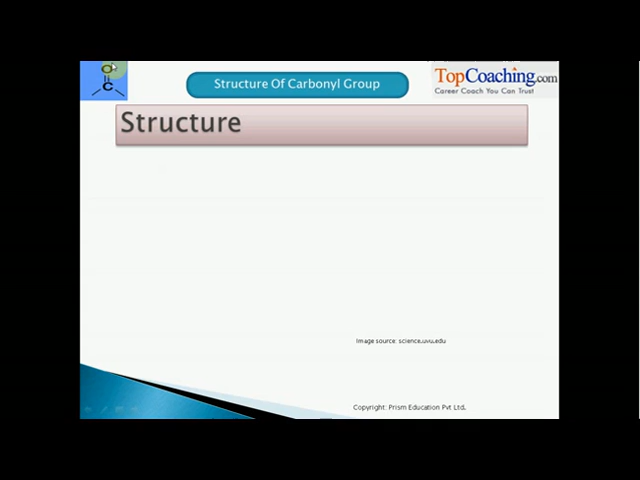 O
C
Structure Of Carbonyl Group
TopCoaching.com
Career Coach You Can Trust
Structure
Image source: science.uvu.edu
Copyright: Prism Education Pvt Ltd.